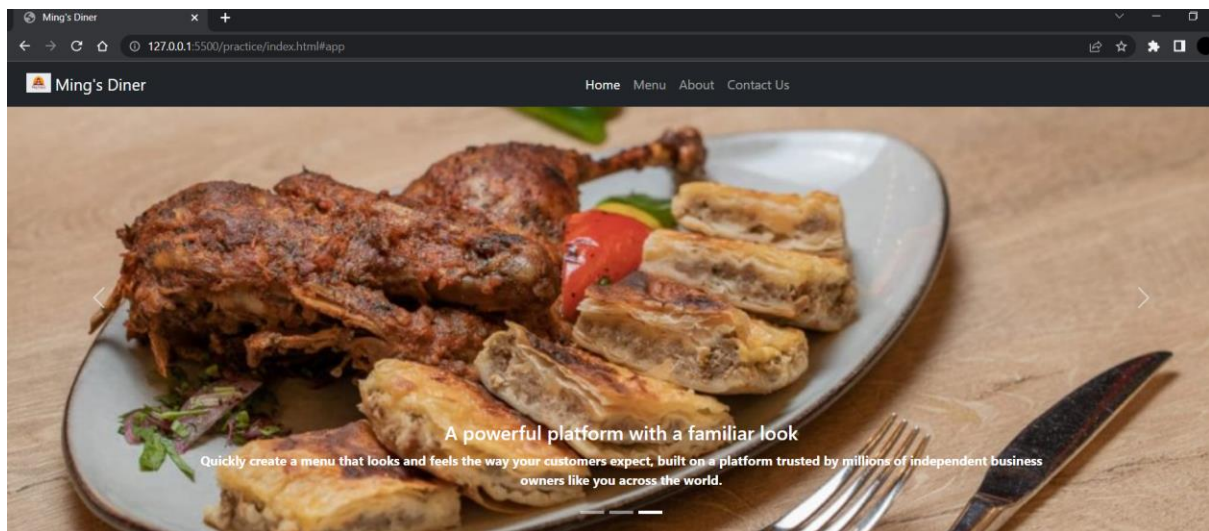 Ming's Diner
127.0.0.1:5500/practice/index.html#app
Ming's Diner
Home Menu About Contact Us
A powerful platform with a familiar look
Quickly create a menu that looks and feels the way your customers expect, built on a platform trusted by millions of independent business
owners like you across the world.